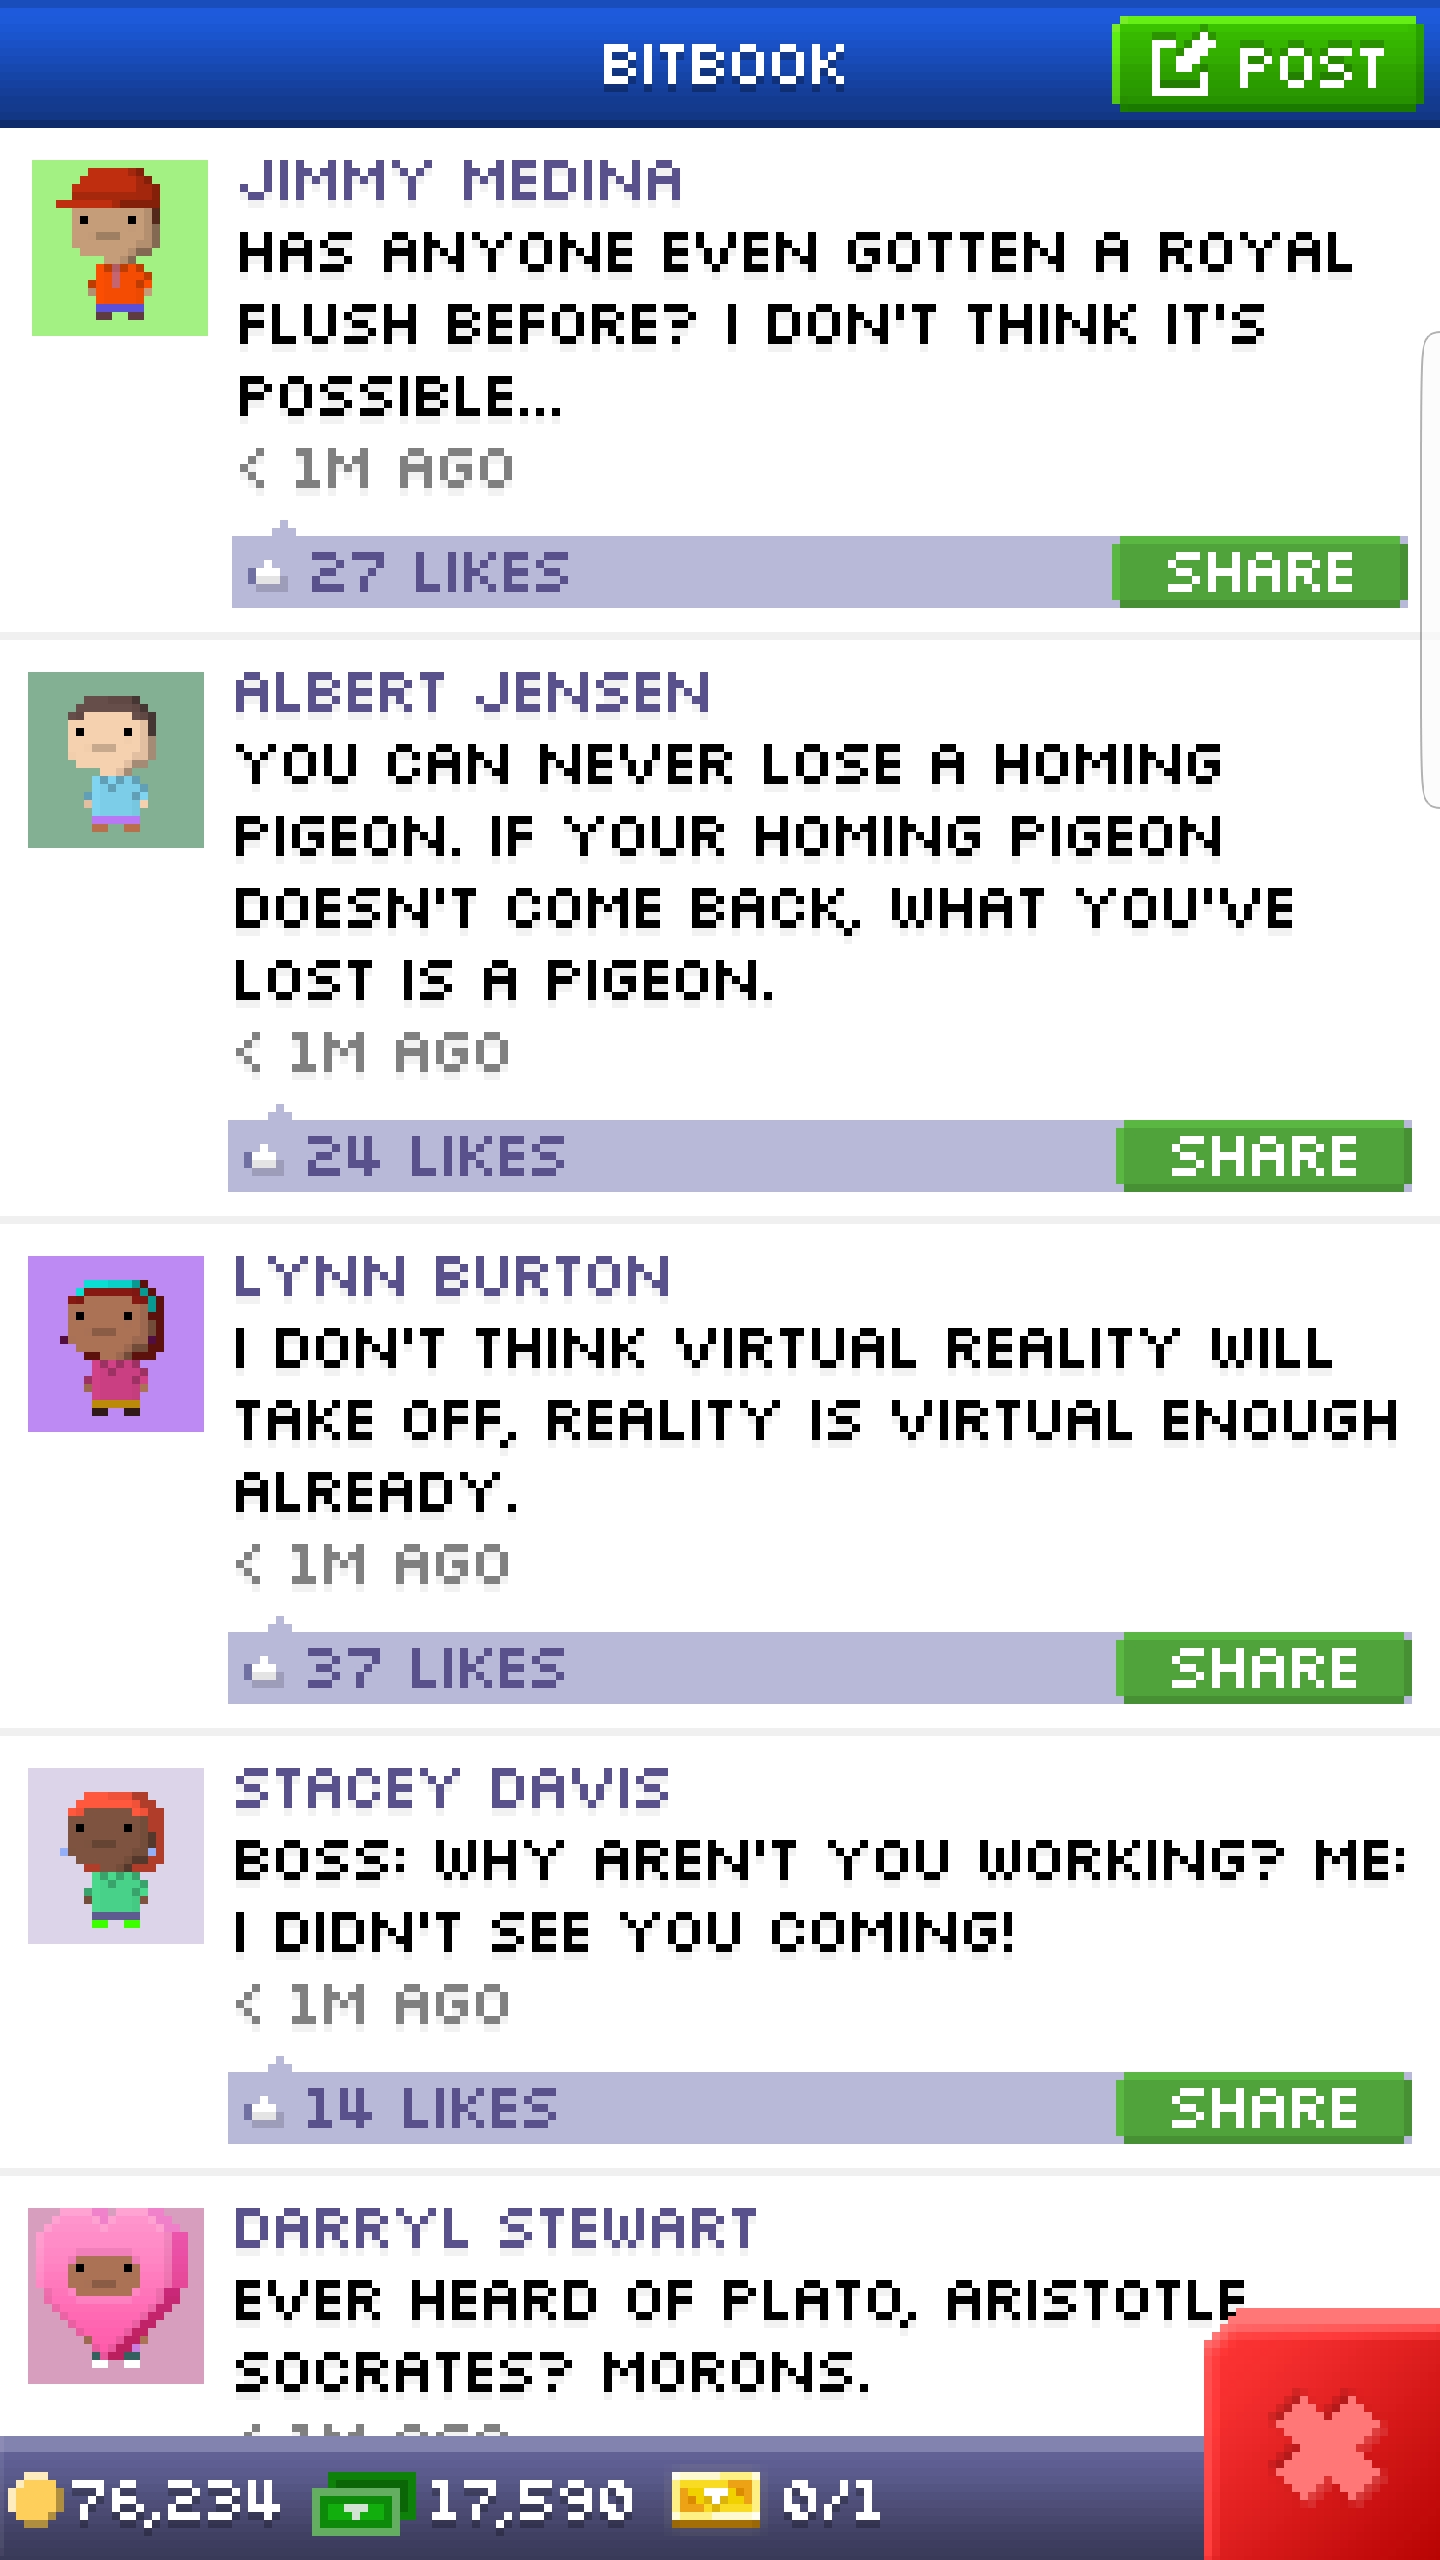 BITBOOK
POST
JIMMY MEDINA
HAS ANYONE EVEN GOTTEN A ROYAL
FLUSH BEFORE? I DON'T THINK IT'S
POSSIBLE...
< 1M AGO
27 LIKES
SHARE
ALBERT JENSEN
YOU CAN NEVER LOSE A HOMING
PIGEON. IF YOUR HOMING PIGEON
DOESN'T COME BACK, WHAT YOU'VE
LOST IS A PIGEON.
< 1M AGO
24 LIKES
SHARE
LYNN BURTON
I DON'T THINK VIRTUAL REALITY WILL
TAKE OFF, REALITY IS VIRTUAL ENOUGH
ALREADY.
< 1M AGO
37 LIKES
SHARE
STACEY DAVIS
BOSS: WHY AREN'T YOU WORKING? ME:
I DIDN'T SEE YOU COMING!
< 1M AGO
14 LIKES
SHARE
DARRYL STEWART
EVER HEARD OF PLATO, ARISTOTLE
SOCRATES? MORONS.
< 1M AGO
76,234
17,590
0/1